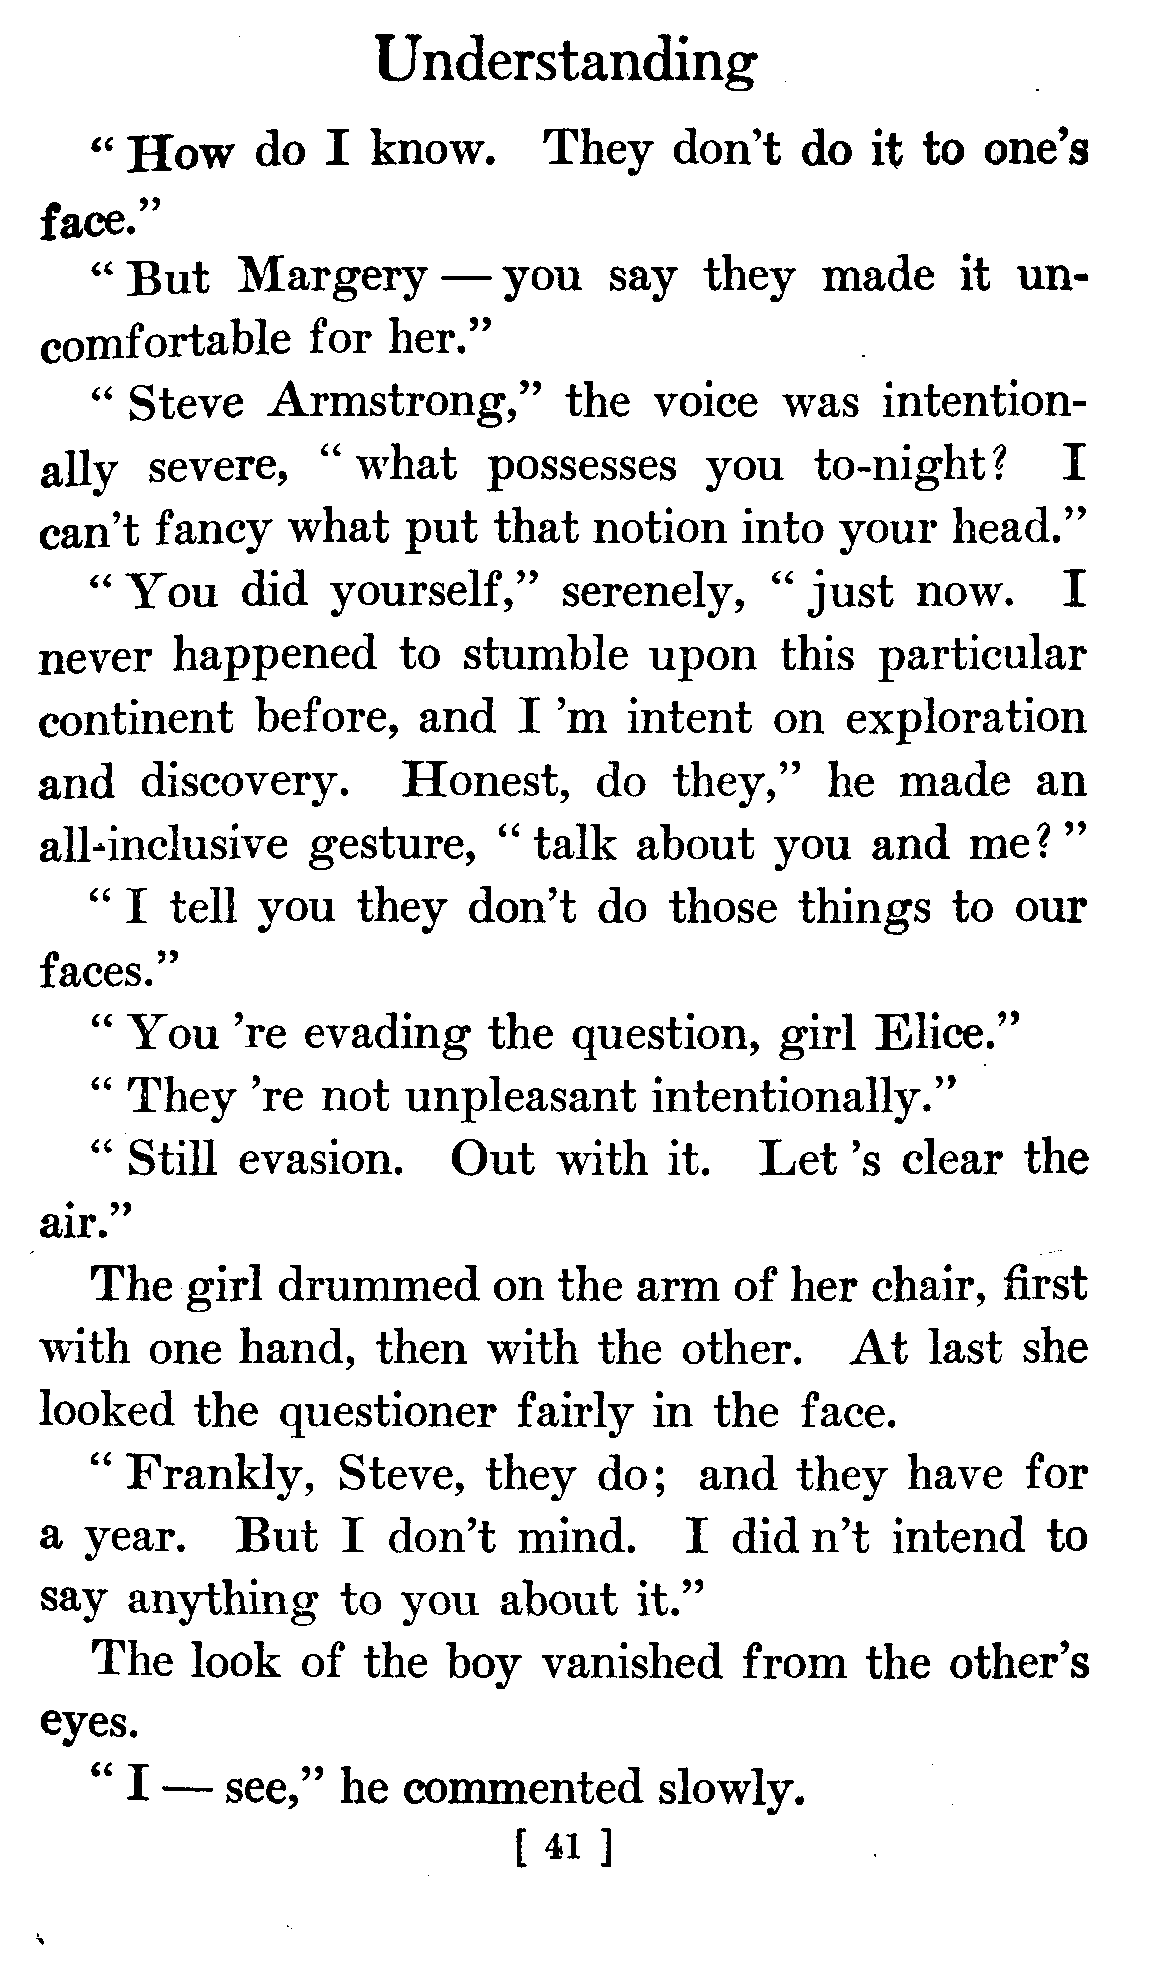 Understanding
“ How do I know. They don’t do it to one’s
face.”
“ But Margery — you say they made it un-
comfortable for her.”
“ Steve Armstrong,” the voice was intention-
ally severe, “ what possesses you to-night? I
can’t fancy what put that notion into your head.”
“ You did yourself,” serenely, “ just now. I
never happened to stumble upon this particular
continent before, and I ’m intent on exploration
and discovery. Honest, do they,” he made an
all-inclusive gesture, “ talk about you and me? ”
“ I tell you they don’t do those things to our
faces.”
“ You ’re evading the question, girl Elice.”
“ They ’re not unpleasant intentionally.”
“ Still evasion. Out with it. Let ’s clear the
air.”
The girl drummed on the arm of her chair, first
with one hand, then with the other. At last she
looked the questioner fairly in the face.
“ Frankly, Steve, they do; and they have for
a year. But I don’t mind. I did n’t intend to
say anything to you about it.”
The look of the boy vanished from the other’s
eyes.
“ I — see,” he commented slowly.
[ 41 ]